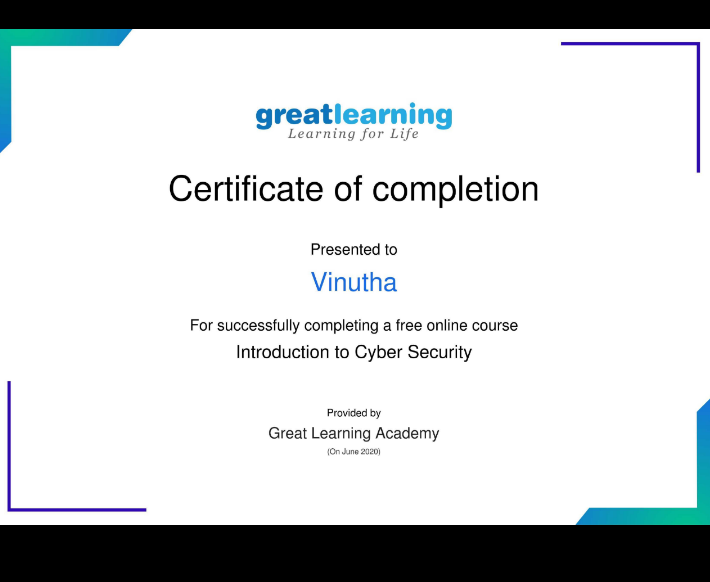 greatlearning
Learning for Life
Certificate of completion
Presented to
Vinutha
For successfully completing a free online course
Introduction to Cyber Security
Provided by
Great Learning Academy
(On June 2020)